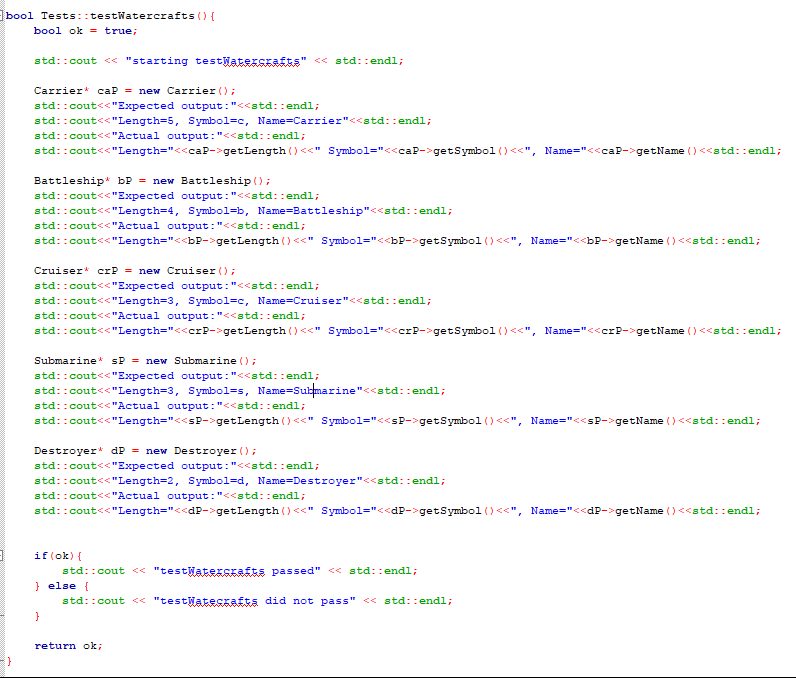 bool Tests::testWatercrafts(){
bool ok = true;
std::cout << "starting testWatercrafts" << std::endl;
Carrier* caP = new Carrier();
std::cout<<"Expected output:"<<std::endl;
std::cout<<"Length=5, Symbol=c, Name=Carrier"<<std::endl;
std::cout<<"Actual output:"<<std::endl;
std::cout<<"Length="<<caP->getLength()<<" Symbol="<<caP->getSymbol()<<", Name="<<caP->getName()<<std::endl;
Battleship* bP = new Battleship();
std::cout<<"Expected output:"<<std::endl;
std::cout<<"Length=4, Symbol=b, Name=Battleship"<<std::endl;
std::cout<<"Actual output:"<<std::endl;
std::cout<<"Length="<<bP->getLength()<<" Symbol="<<bP->getSymbol()<<", Name="<<bP->getName()<<std::endl;
Cruiser* crP = new Cruiser();
std::cout<<"Expected output:"<<std::endl;
std::cout<<"Length=3, Symbol=c, Name=Cruiser"<<std::endl;
std::cout<<"Actual output:"<<std::endl;
std::cout<<"Length="<<crP->getLength()<<" Symbol="<<crP->getSymbol()<<", Name="<<crP->getName()<<std::endl;
Submarine* sP = new Submarine();
std::cout<<"Expected output:"<<std::endl;
std::cout<<"Length=3, Symbol=s, Name=Submarine"<<std::endl;
std::cout<<"Actual output:"<<std::endl;
std::cout<<"Length="<<sP->getLength()<<" Symbol="<<sP->getSymbol()<<", Name="<<sP->getName()<<std::endl;
Destroyer* dP = new Destroyer();
std::cout<<"Expected output:"<<std::endl;
std::cout<<"Length=2, Symbol=d, Name=Destroyer"<<std::endl;
std::cout<<"Actual output:"<<std::endl;
std::cout<<"Length="<<dP->getLength()<<" Symbol="<<dP->getSymbol()<<", Name="<<dP->getName()<<std::endl;
if(ok){
std::cout << "testWatercrafts passed" << std::endl;
} else {
std::cout << "testWatecrafts did not pass" << std::endl;
}
return ok;
}